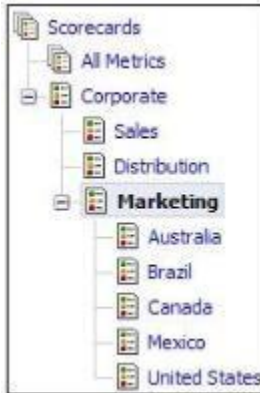 Scorecards
All Metrics
Corporate
Sales
Distribution
Marketing
Australia
Brazil
Canada
Mexico
United States